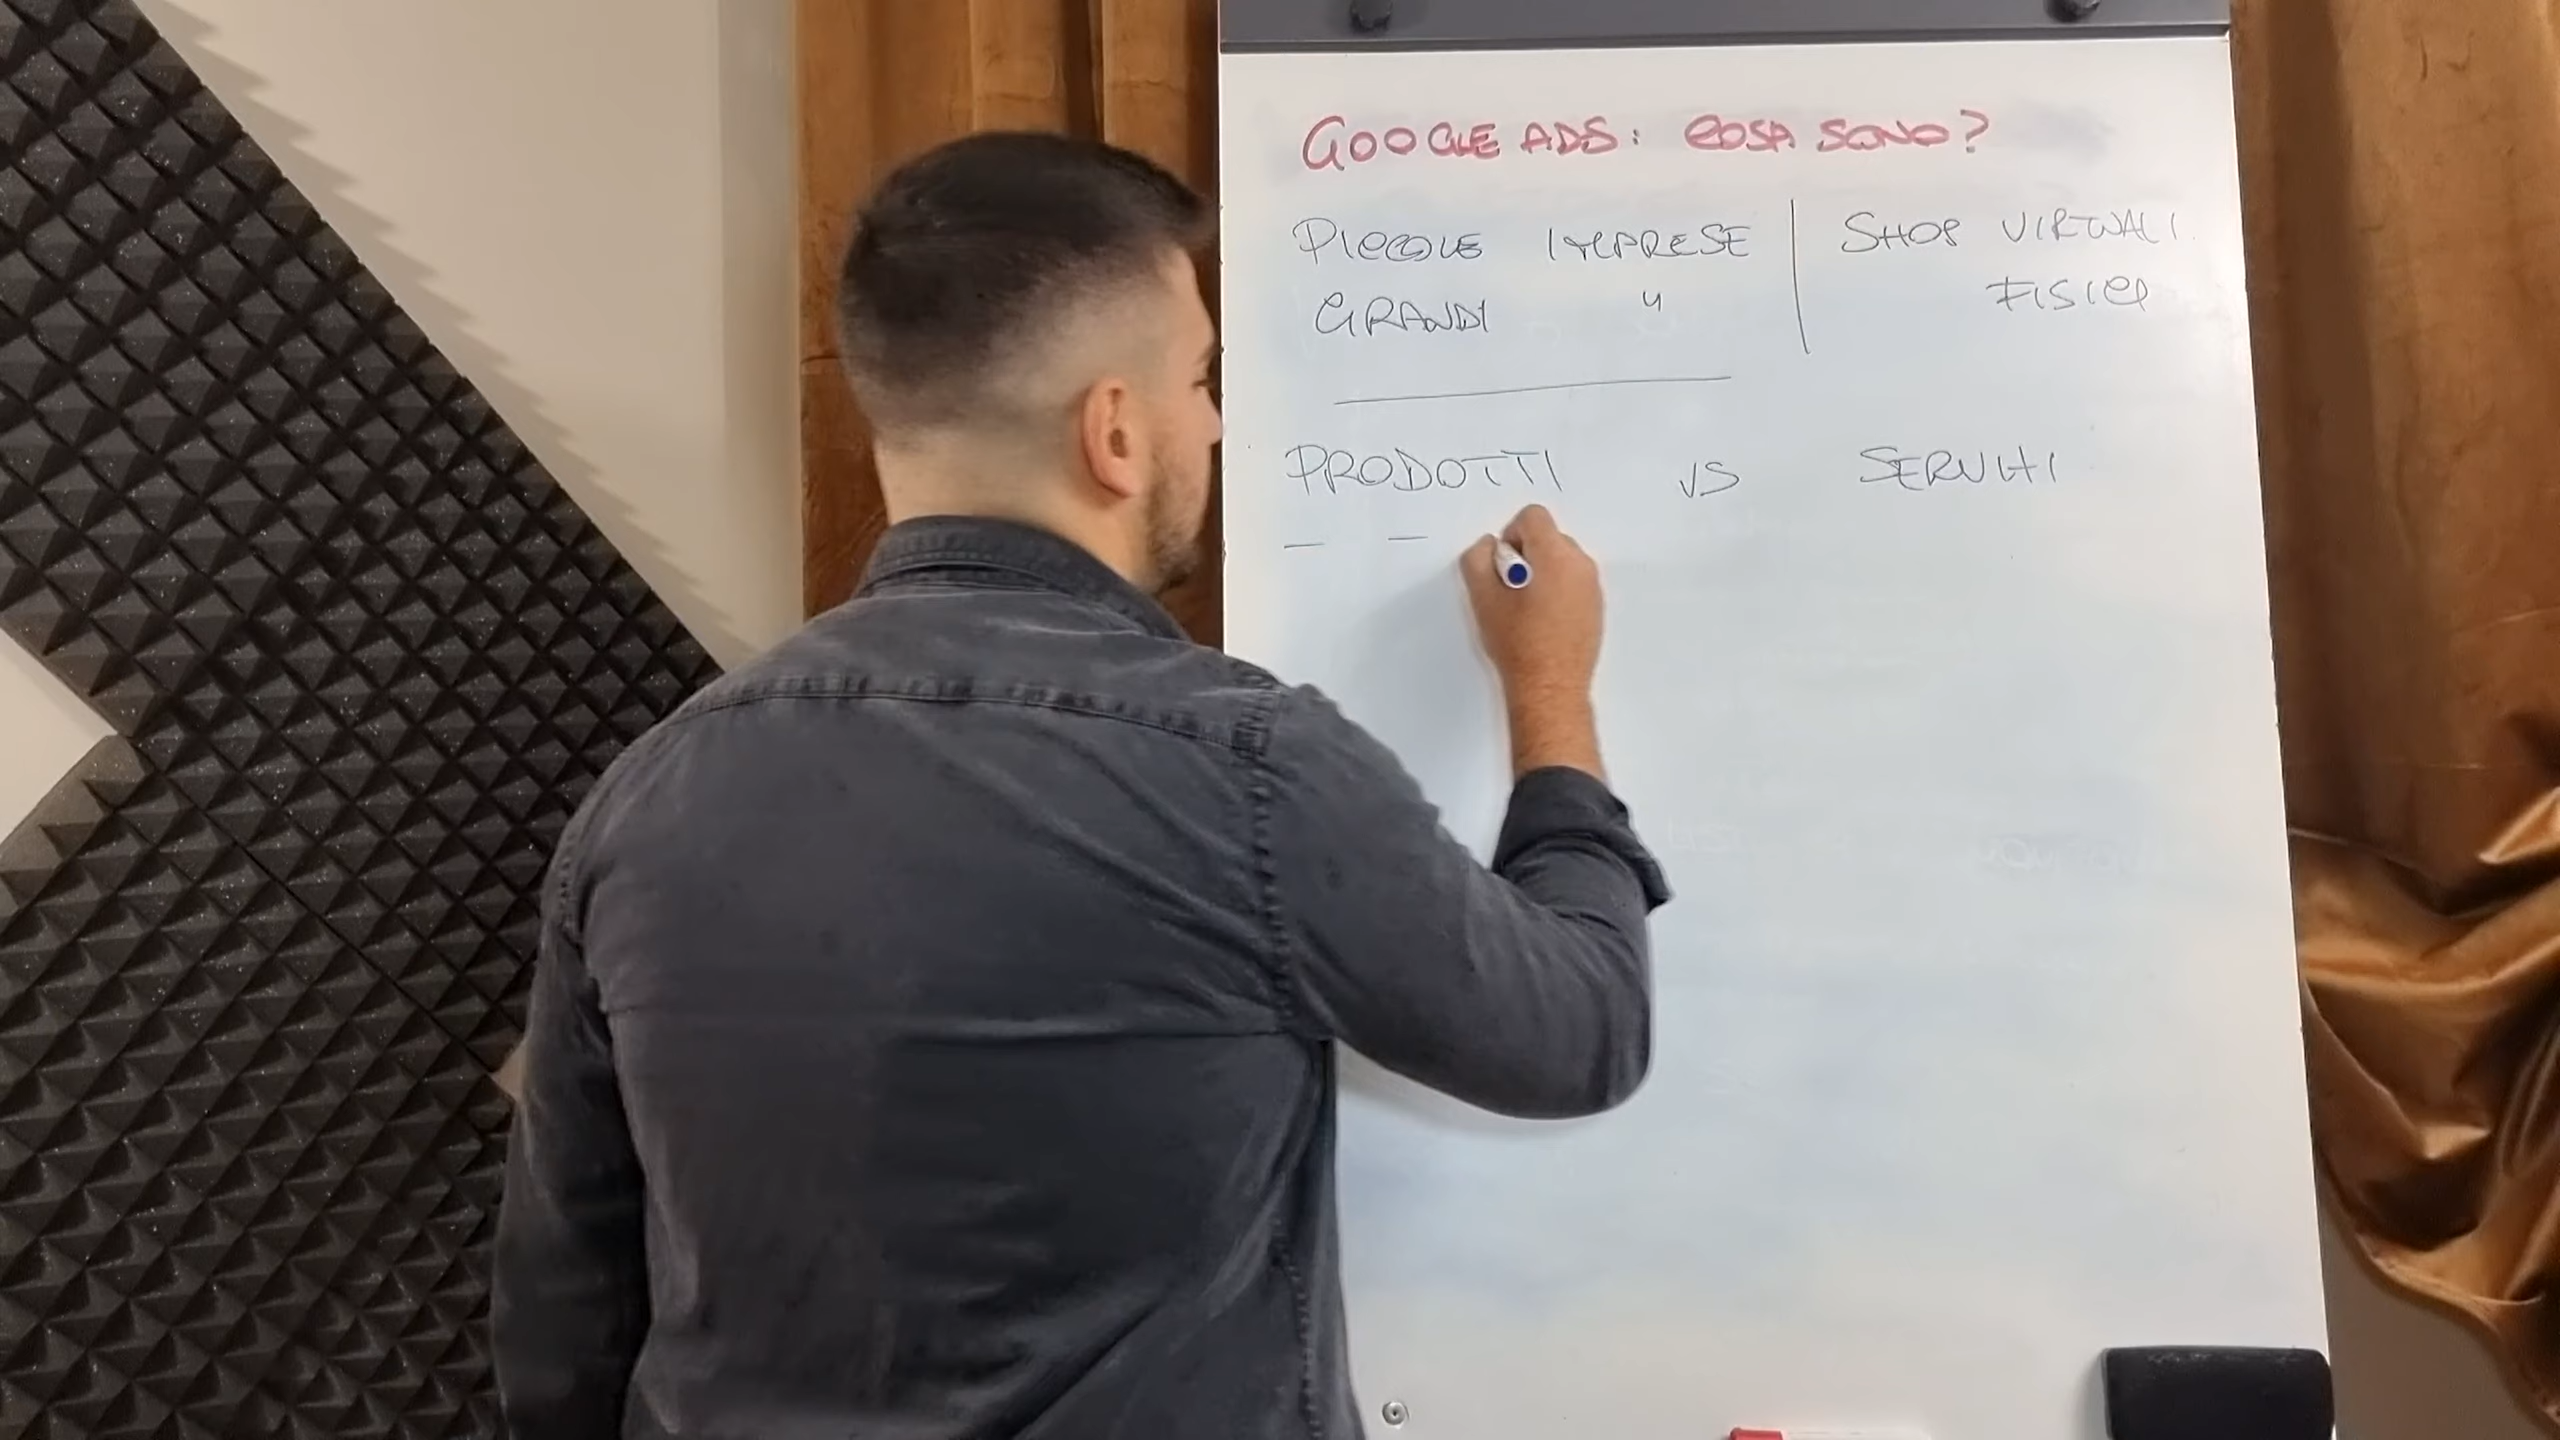 GOOGLE ADS: COSA SONO?
PICCOLE IMPRESE | SHOP VIRTUALI
GRANDI " | FISICI
PRODOTTI VS SERVIZI
— —